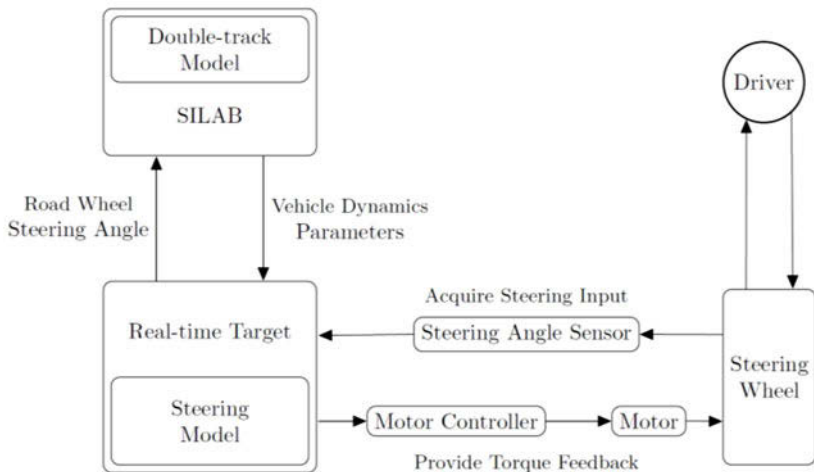 Double-track
Model
SILAB
Driver
Road Wheel
Steering Angle
Vehicle Dynamics
Parameters
Acquire Steering Input
Real-time Target
Steering Angle Sensor
Steering
Wheel
Steering
Model
Motor Controller
Motor
Provide Torque Feedback